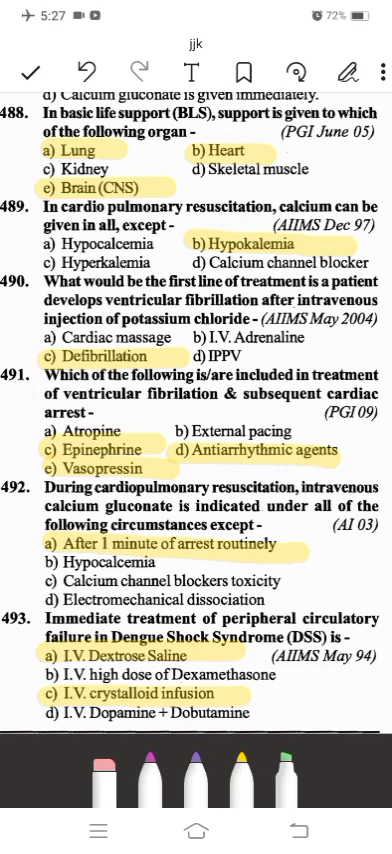 5:27
72%
jjk
T
d) Calcuim gluconate is given immediately.
488. In basic life support (BLS), support is given to which
of the following organ - (PGI June 05)
a) Lung b) Heart
c) Kidney d) Skeletal muscle
e) Brain (CNS)
489. In cardio pulmonary resuscitation, calcium can be
given in all, except - (AIIMS Dec 97)
a) Hypocalcemia b) Hypokalemia
c) Hyperkalemia d) Calcium channel blocker
490. What would be the first line of treatment is a patient
develops ventricular fibrillation after intravenous
injection of potassium chloride - (AIIMS May 2004)
a) Cardiac massage b) I.V. Adrenaline
c) Defibrillation d) IPPV
491. Which of the following is/are included in treatment
of ventricular fibrilation & subsequent cardiac
arrest - (PGI 09)
a) Atropine b) External pacing
c) Epinephrine d) Antiarrhythmic agents
e) Vasopressin
492. During cardiopulmonary resuscitation, intravenous
calcium gluconate is indicated under all of the
following circumstances except - (AI 03)
a) After 1 minute of arrest routinely
b) Hypocalcemia
c) Calcium channel blockers toxicity
d) Electromechanical dissociation
493. Immediate treatment of peripheral circulatory
failure in Dengue Shock Syndrome (DSS) is -
a) I.V. Dextrose Saline (AIIMS May 94)
b) I.V. high dose of Dexamethasone
c) I.V. crystalloid infusion
d) I.V. Dopamine + Dobutamine